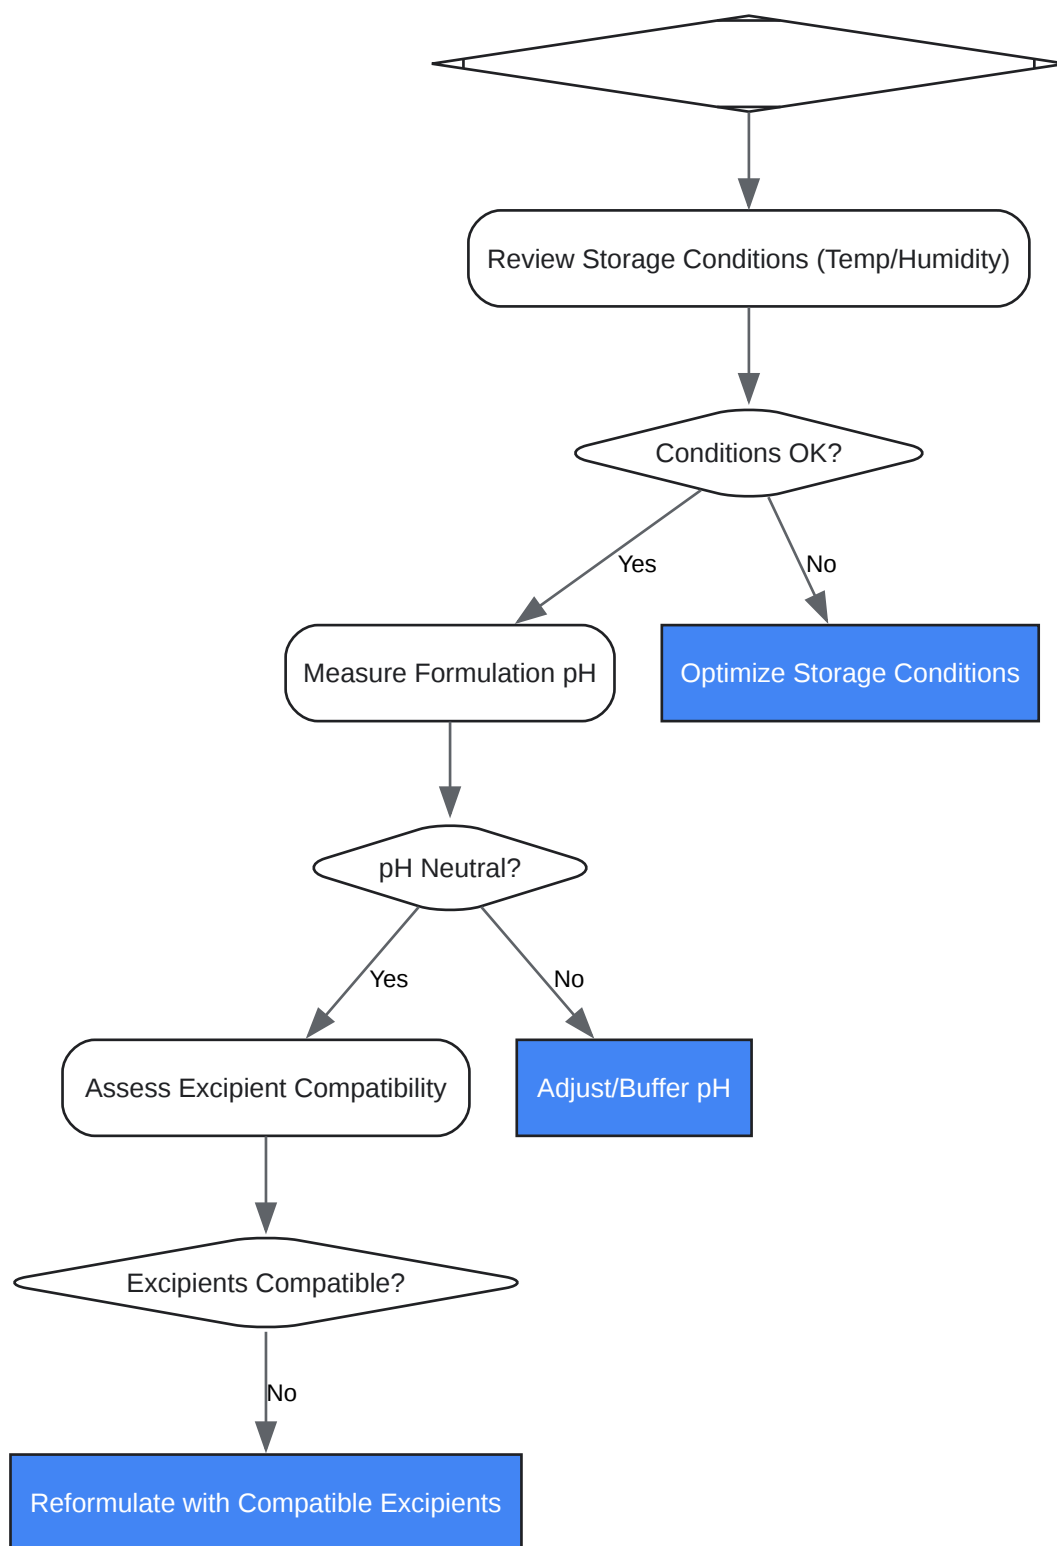 Review Storage Conditions (Temp/Humidity)
Conditions OK?
Yes
No
Measure Formulation pH
Optimize Storage Conditions
pH Neutral?
Yes
No
Assess Excipient Compatibility
Adjust/Buffer pH
Excipients Compatible?
No
Reformulate with Compatible Excipients